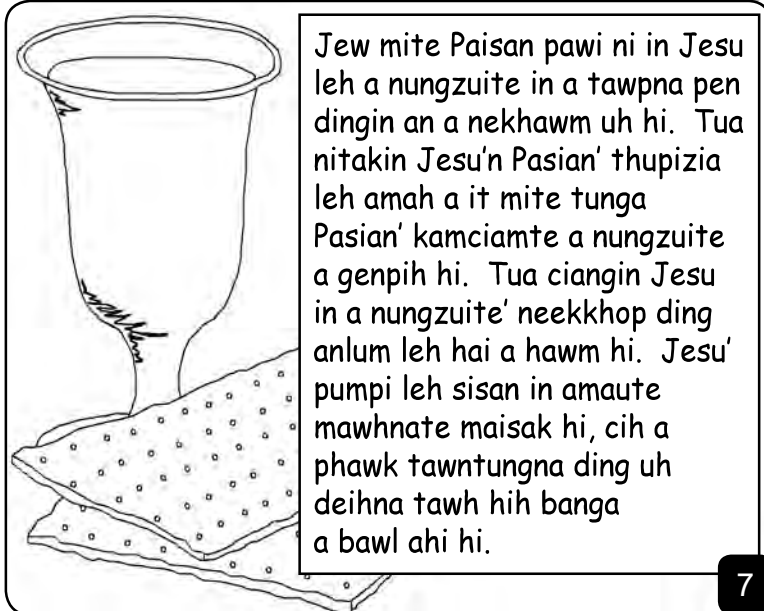 Jew mite Paisan pawi ni in Jesu
leh a nungzuite in a tawpna pen
dingin an a nekhawm uh hi.  Tua
nitakin Jesu'n Pasian' thupizia
leh amah a it mite tunga
Pasian' kamciamte a nungzuite
a genpih hi.  Tua ciangin Jesu
in a nungzuite' neekkhop ding
anlum leh hai a hawm hi.  Jesu'
pumpi leh sisan in amaute
mawhnate maisak hi, cih a
phawk tawntungna ding uh
deihna tawh hih banga
a bawl ahi hi.
7